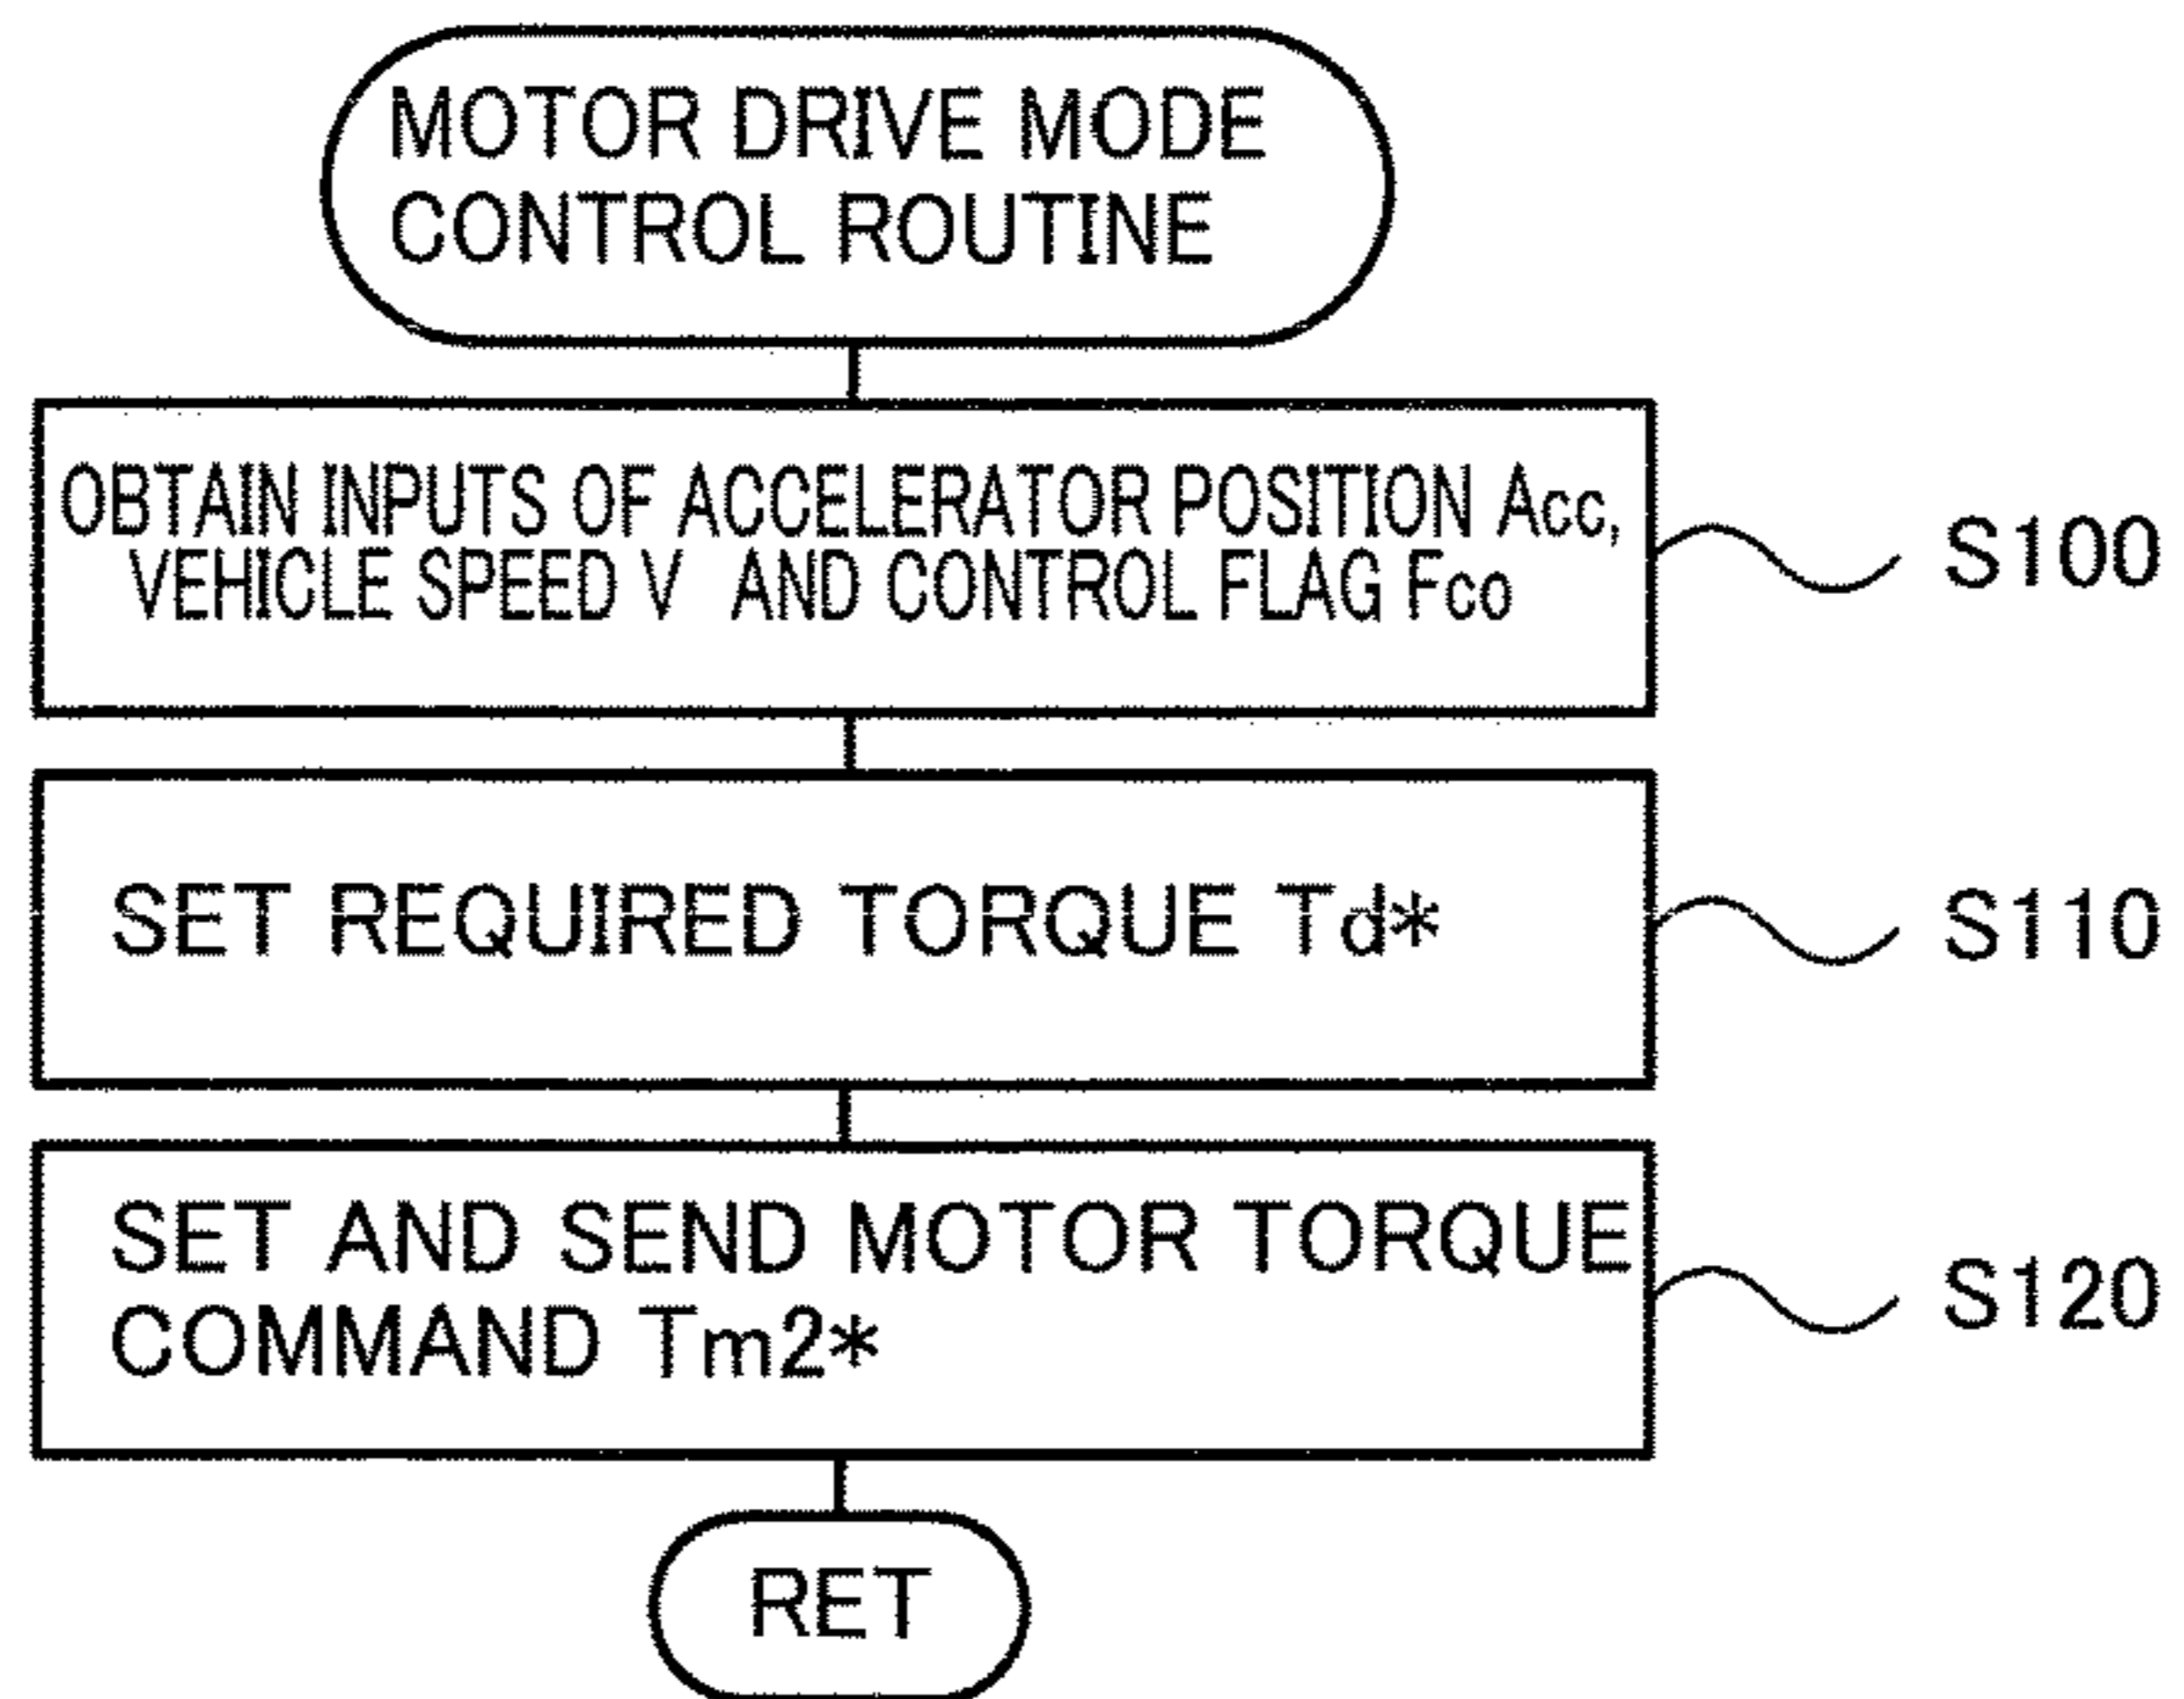 MOTOR DRIVE MODE
CONTROL ROUTINE
OBTAIN INPUTS OF ACCELERATOR POSITION Acc,
VEHICLE SPEED V AND CONTROL FLAG Fco
S100
SET REQUIRED TORQUE Td*
S110
SET AND SEND MOTOR TORQUE
COMMAND Tm2*
S120
RET